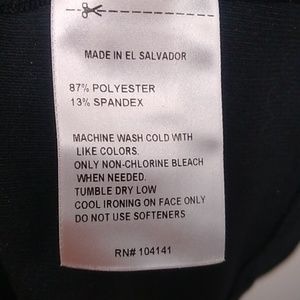 MADE IN EL SALVADOR
87% POLYESTER
13% SPANDEX
MACHINE WASH COLD WITH
LIKE COLORS.
ONLY NON-CHLORINE BLEACH
WHEN NEEDED.
TUMBLE DRY LOW
COOL IRONING ON FACE ONLY
DO NOT USE SOFTENERS
RN# 104141